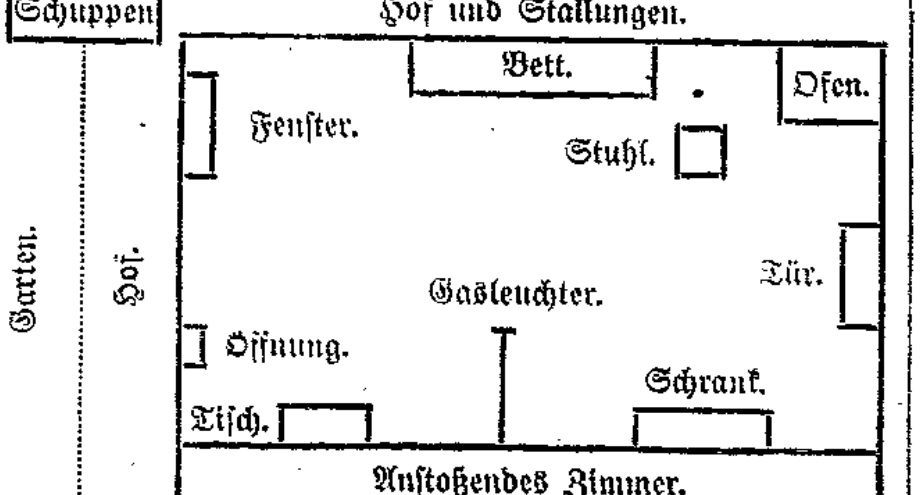 Schuppen
Hof und Stallungen.
Bett.
Ofen.
Fenster.
Stuhl.
Garten.
Hof.
Tür.
Gasleuchter.
Öffnung.
Schrank.
Tisch.
Anstoßendes Zimmer.